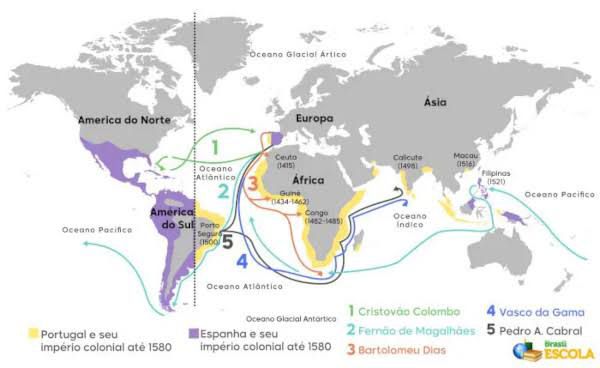 Oceano Glacial Ártico
America do Norte
Europa
Ásia
1
Oceano
Atlântico
2
3
Ceuta
(1415)
Calicute
(1498)
Macau
(1516)
Filipinas
(1521)
África
Guiné
(1434-1462)
Congo
(1482-1485)
Oceano Pacífico
America
do Sul
Porto
Seguro
(1500)
5
4
Oceano
Índico
Oceano Pacífico
Oceano Atlântico
Oceano Glacial Antártico
Portugal e seu
império colonial até 1580
Espanha e seu
império colonial até 1580
1 Cristovão Colombo
2 Fernão de Magalhães
3 Bartolomeu Dias
4 Vasco da Gama
5 Pedro A. Cabral
Brasil
ESCOLA